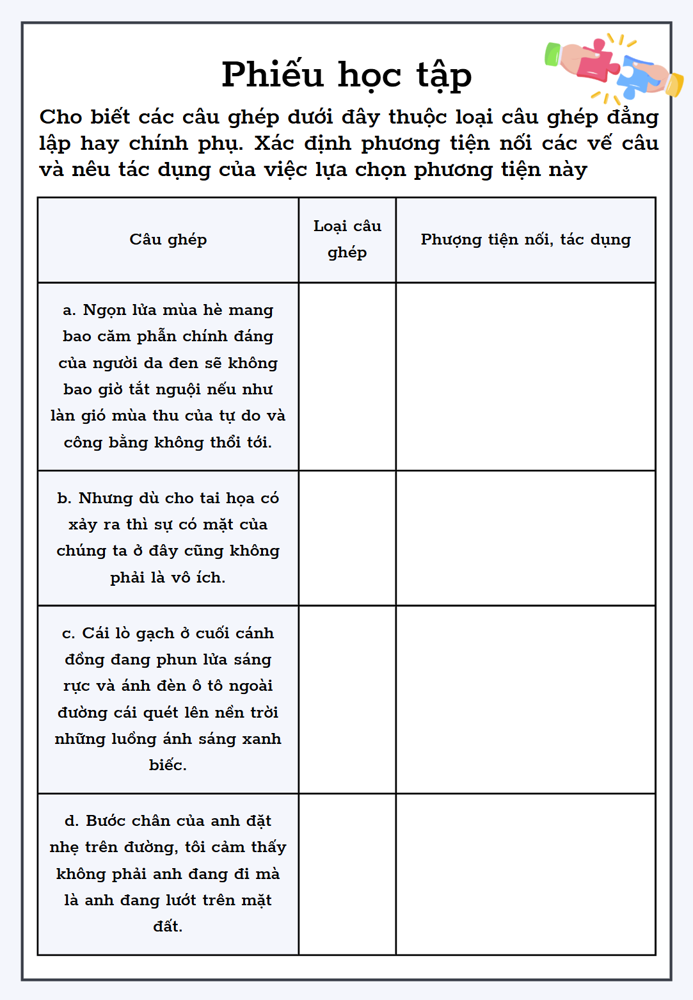 Phiếu học tập
Cho biết các câu ghép dưới đây thuộc loại câu ghép đẳng
lập hay chính phụ. Xác định phương tiện nối các vế câu
và nêu tác dụng của việc lựa chọn phương tiện này
Câu ghép
Loại câu
ghép
Phượng tiện nối, tác dụng
a. Ngọn lửa mùa hè mang
bao căm phẫn chính đáng
của người da đen sẽ không
bao giờ tắt nguội nếu như
làn gió mùa thu của tự do và
công bằng không thổi tới.
b. Nhưng dù cho tai họa có
xảy ra thì sự có mặt của
chúng ta ở đây cũng không
phải là vô ích.
c. Cái lò gạch ở cuối cánh
đồng đang phun lửa sáng
rực và ánh đèn ô tô ngoài
đường cái quét lên nền trời
những luồng ánh sáng xanh
biếc.
d. Bước chân của anh đặt
nhẹ trên đường, tôi cảm thấy
không phải anh đang đi mà
là anh đang lướt trên mặt
đất.